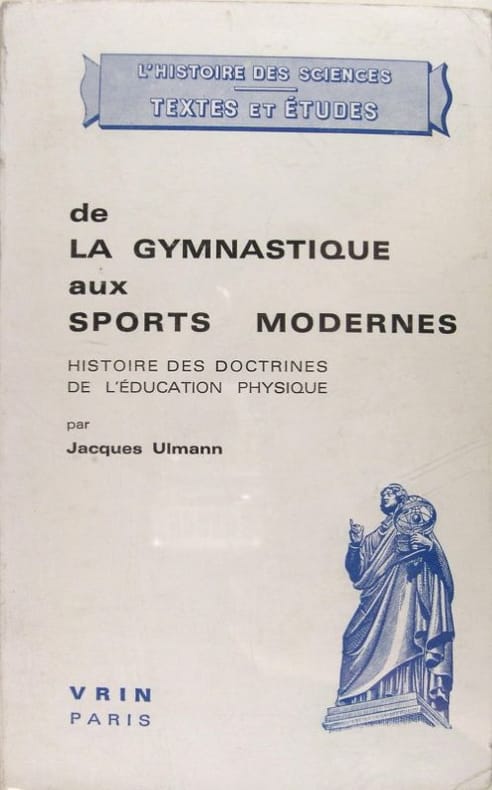 L'HISTOIRE DES SCIENCES
TEXTES ET ÉTUDES
de
LA GYMNASTIQUE
aux
SPORTS MODERNES
HISTOIRE DES DOCTRINES
DE L'ÉDUCATION PHYSIQUE
par
Jacques Ulmann
VRIN
PARIS